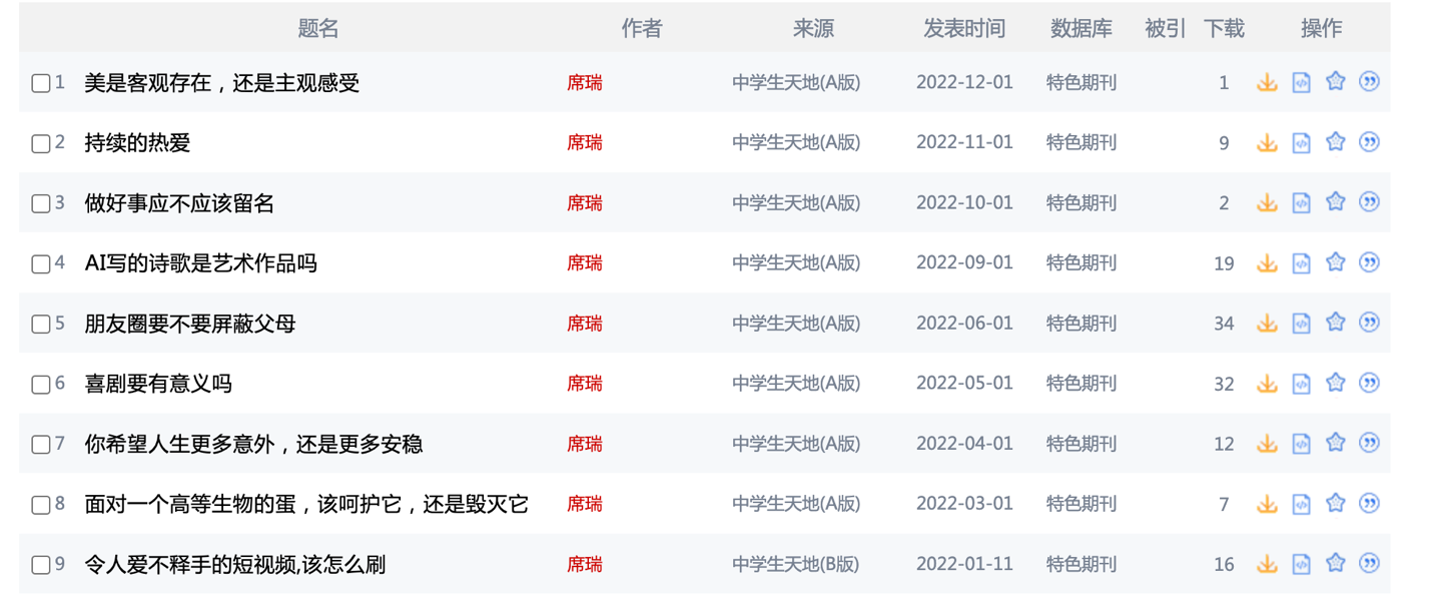 题名 作者 来源 发表时间 数据库 被引 下载 操作
1 美是客观存在，还是主观感受 席瑞 中学生天地(A版) 2022-12-01 特色期刊 1
2 持续的热爱 席瑞 中学生天地(A版) 2022-11-01 特色期刊 9
3 做好事应不应该留名 席瑞 中学生天地(A版) 2022-10-01 特色期刊 2
4 AI写的诗歌是艺术作品吗 席瑞 中学生天地(A版) 2022-09-01 特色期刊 19
5 朋友圈要不要屏蔽父母 席瑞 中学生天地(A版) 2022-06-01 特色期刊 34
6 喜剧要有意义吗 席瑞 中学生天地(A版) 2022-05-01 特色期刊 32
7 你希望人生更多意外，还是更多安稳 席瑞 中学生天地(A版) 2022-04-01 特色期刊 12
8 面对一个高等生物的蛋，该呵护它，还是毁灭它 席瑞 中学生天地(A版) 2022-03-01 特色期刊 7
9 令人爱不释手的短视频,该怎么刷 席瑞 中学生天地(B版) 2022-01-11 特色期刊 16